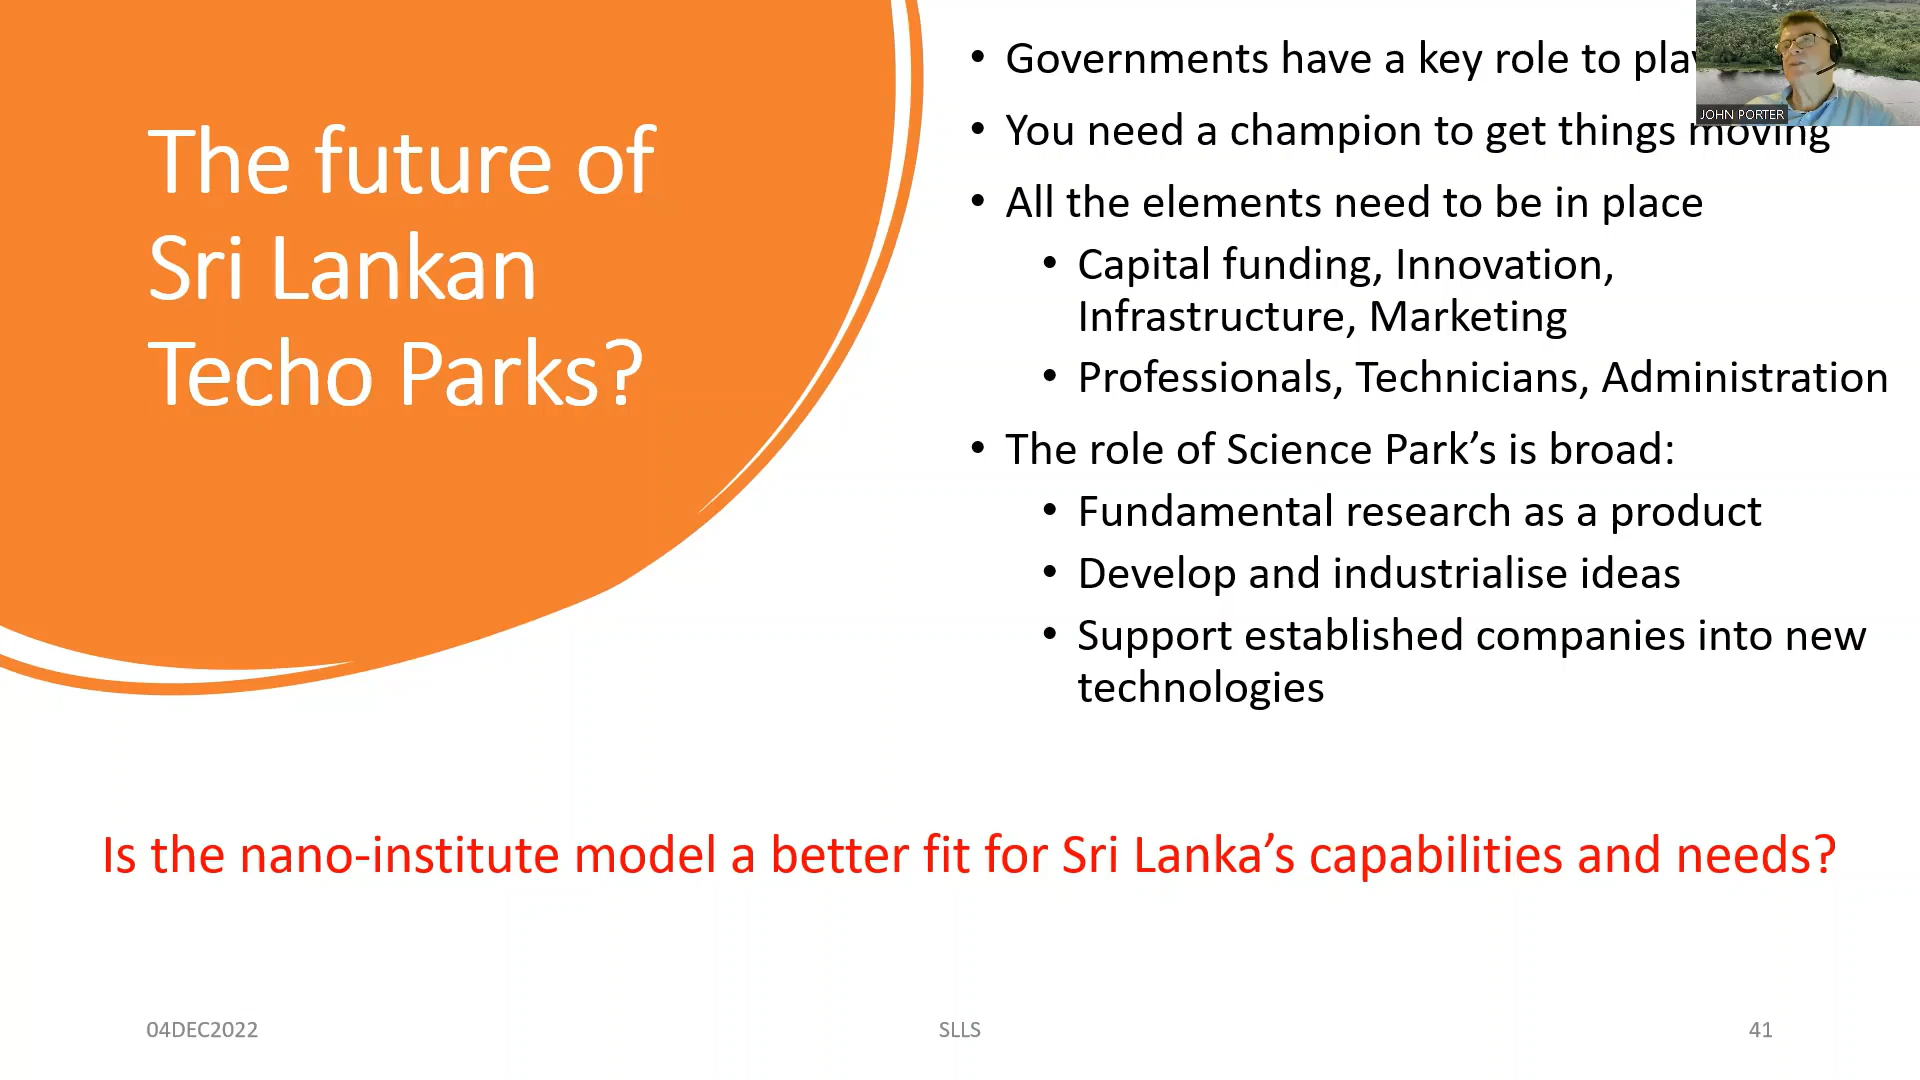 The future of
Sri Lankan
Techo Parks?
• Governments have a key role to play
• You need a champion to get things moving
• All the elements need to be in place
• Capital funding, Innovation,
Infrastructure, Marketing
• Professionals, Technicians, Administration
• The role of Science Park’s is broad:
• Fundamental research as a product
• Develop and industrialise ideas
• Support established companies into new
technologies
JOHN PORTER
Is the nano-institute model a better fit for Sri Lanka’s capabilities and needs?
04DEC2022
SLLS
41